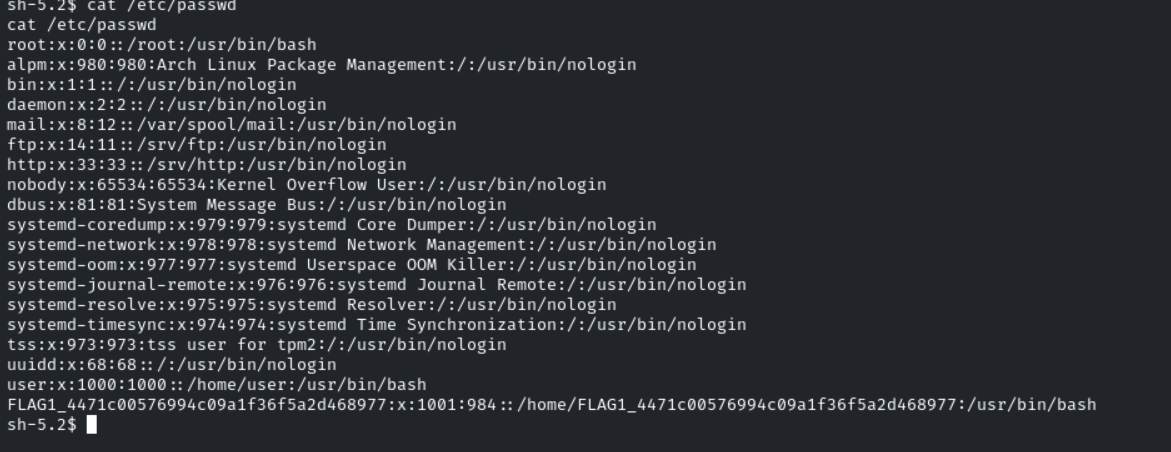 sh-5.2$ cat /etc/passwd
cat /etc/passwd
root:x:0:0::/root:/usr/bin/bash
alpm:x:980:980:Arch Linux Package Management:/:/usr/bin/nologin
bin:x:1:1::/:/usr/bin/nologin
daemon:x:2:2::/:/usr/bin/nologin
mail:x:8:12::/var/spool/mail:/usr/bin/nologin
ftp:x:14:11::/srv/ftp:/usr/bin/nologin
http:x:33:33::/srv/http:/usr/bin/nologin
nobody:x:65534:65534:Kernel Overflow User:/:/usr/bin/nologin
dbus:x:81:81:System Message Bus:/:/usr/bin/nologin
systemd-coredump:x:979:979:systemd Core Dumper:/:/usr/bin/nologin
systemd-network:x:978:978:systemd Network Management:/:/usr/bin/nologin
systemd-oom:x:977:977:systemd Userspace OOM Killer:/:/usr/bin/nologin
systemd-journal-remote:x:976:976:systemd Journal Remote:/:/usr/bin/nologin
systemd-resolve:x:975:975:systemd Resolver:/:/usr/bin/nologin
systemd-timesync:x:974:974:systemd Time Synchronization:/:/usr/bin/nologin
tss:x:973:973:tss user for tpm2:/:/usr/bin/nologin
uuidd:x:68:68::/:/usr/bin/nologin
user:x:1000:1000::/home/user:/usr/bin/bash
FLAG1_4471c00576994c09a1f36f5a2d468977:x:1001:984::/home/FLAG1_4471c00576994c09a1f36f5a2d468977:/usr/bin/bash
sh-5.2$